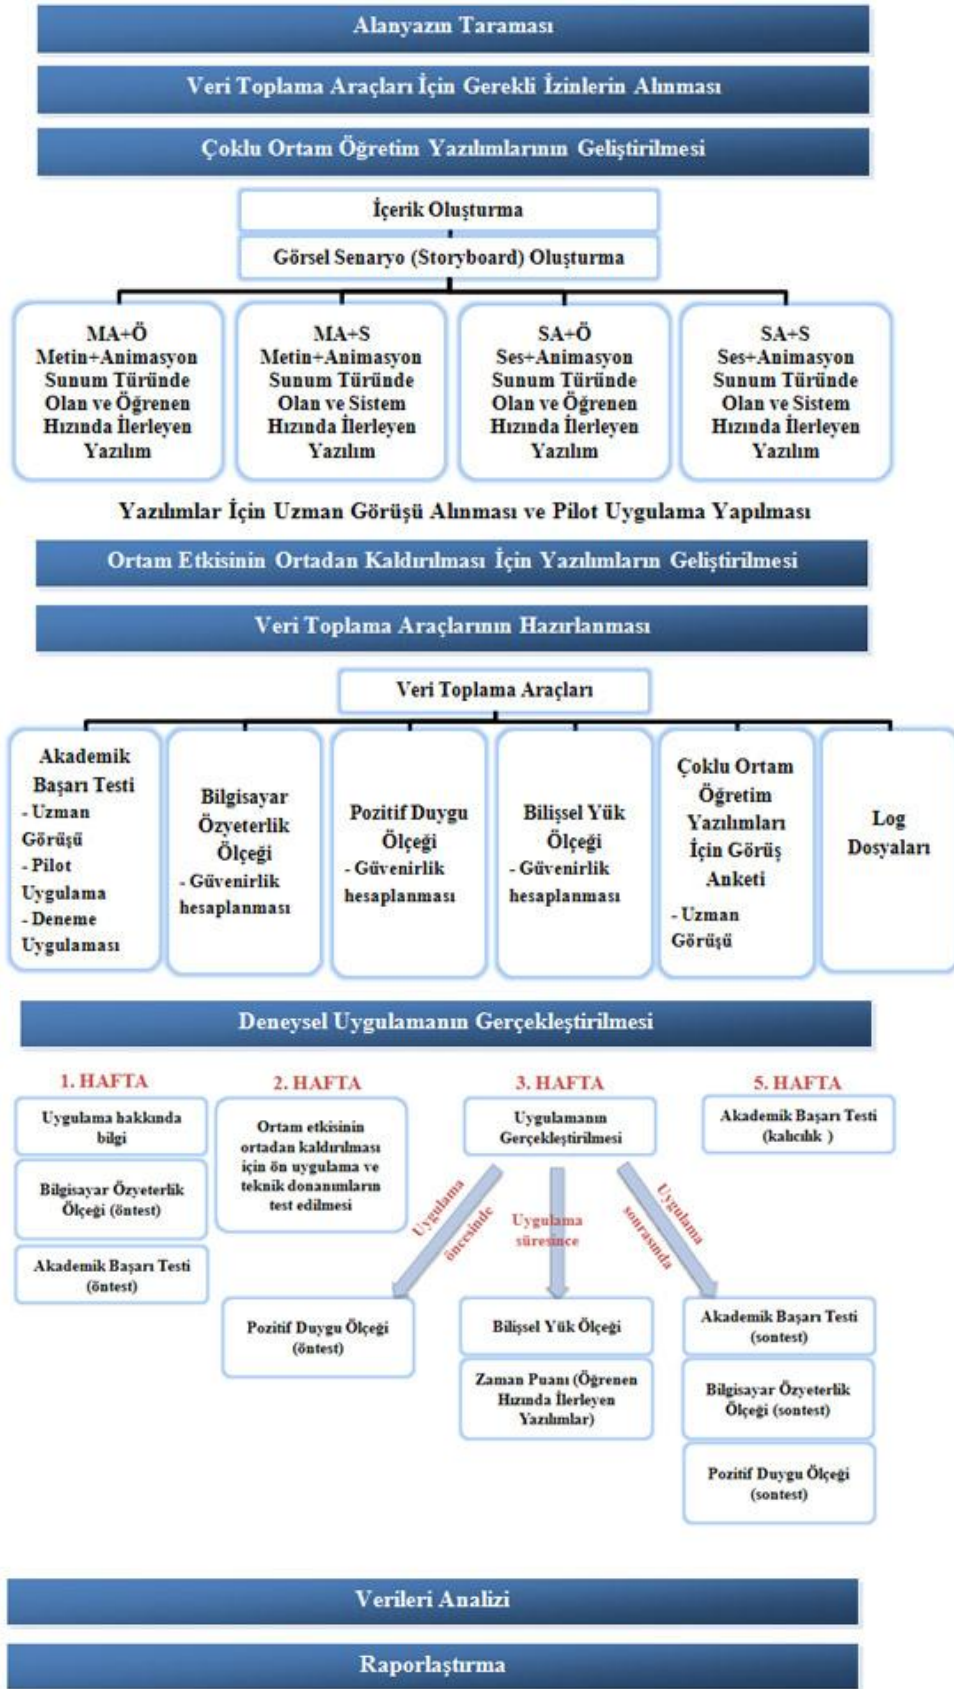 Alanyazın Taraması
Veri Toplama Araçları İçin Gerekli İzinlerin Alınması
Çoklu Ortam Öğretim Yazılımlarının Geliştirilmesi
İçerik Oluşturma
Görsel Senaryo (Storyboard) Oluşturma
MA+Ö
Metin+Animasyon
Sunum Türünde
Olan ve Öğrenen
Hızında İlerleyen
Yazılım
MA+S
Metin+Animasyon
Sunum Türünde
Olan ve Sistem
Hızında İlerleyen
Yazılım
SA+Ö
Ses+Animasyon
Sunum Türünde
Olan ve Öğrenen
Hızında İlerleyen
Yazılım
SA+S
Ses+Animasyon
Sunum Türünde
Olan ve Sistem
Hızında İlerleyen
Yazılım
Yazılımlar İçin Uzman Görüşü Alınması ve Pilot Uygulama Yapılması
Ortam Etkisinin Ortadan Kaldırılması İçin Yazılımların Geliştirilmesi
Veri Toplama Araçlarının Hazırlanması
Veri Toplama Araçları
Akademik
Başarı Testi
- Uzman
Görüşü
- Pilot
Uygulama
- Deneme
Uygulaması
Bilgisayar
Özyeterlik
Ölçeği
- Güvenirlik
hesaplanması
Pozitif Duygu
Ölçeği
- Güvenirlik
hesaplanması
Bilişsel Yük
Ölçeği
- Güvenirlik
hesaplanması
Çoklu Ortam
Öğretim
Yazılımları
İçin Görüş
Anketi
- Uzman
Görüşü
Log
Dosyaları
Deneysel Uygulamanın Gerçekleştirilmesi
1. HAFTA
Uygulama hakkında
bilgi
Bilgisayar Özyeterlik
Ölçeği (öntest)
Akademik Başarı Testi
(öntest)
2. HAFTA
Ortam etkisinin
ortadan kaldırılması
için ön uygulama ve
teknik donanımların
test edilmesi
3. HAFTA
Uygulamanın
Gerçekleştirilmesi
5. HAFTA
Akademik Başarı Testi
(kalıcılık )
Uygulama
öncesinde
Uygulama
süresince
Uygulama
sonrasında
Pozitif Duygu Ölçeği
(öntest)
Bilişsel Yük Ölçeği
Zaman Puanı (Öğrenen
Hızında İlerleyen
Yazılımlar)
Akademik Başarı Testi
(sontest)
Bilgisayar Özyeterlik
Ölçeği (sontest)
Pozitif Duygu Ölçeği
(sontest)
Verileri Analizi
Raporlaştırma